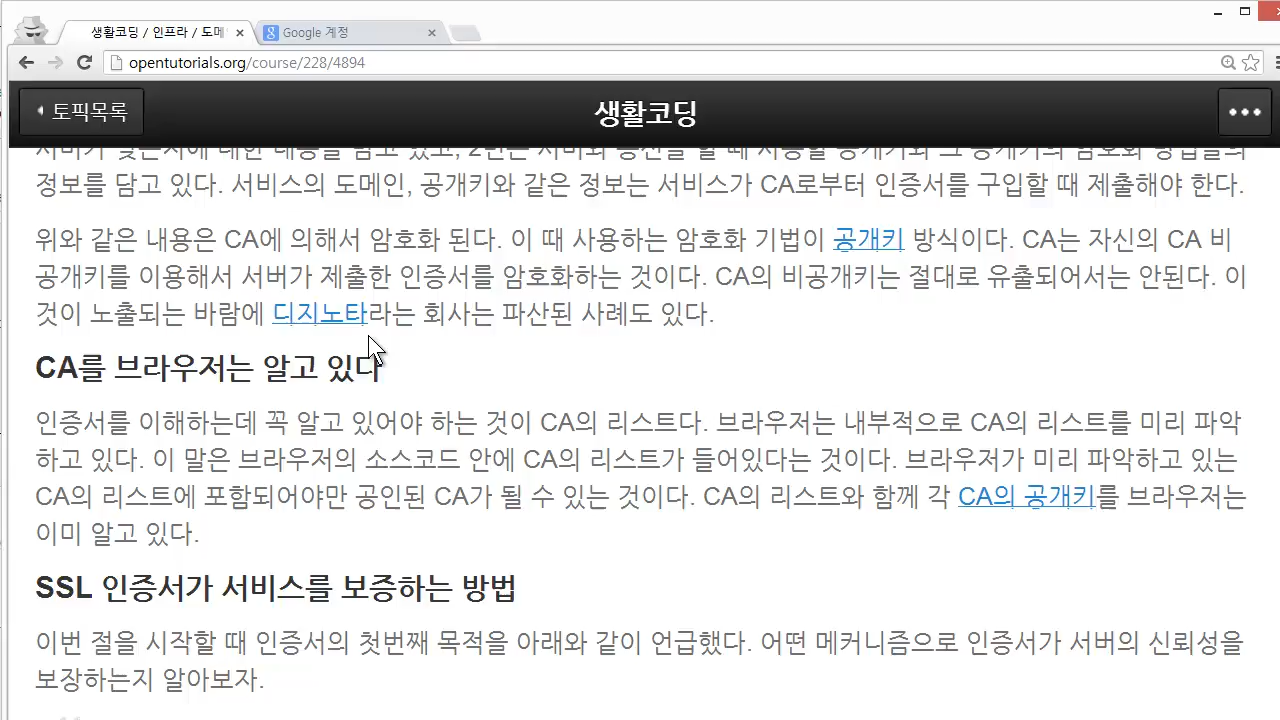 생활코딩 / 인프라 / 도메
Google 계정
opentutorials.org/course/228/4894
토픽목록
생활코딩
정보를 담고 있다. 서비스의 도메인, 공개키와 같은 정보는 서비스가 CA로부터 인증서를 구입할 때 제출해야 한다.
위와 같은 내용은 CA에 의해서 암호화 된다. 이 때 사용하는 암호화 기법이 공개키 방식이다. CA는 자신의 CA 비
공개키를 이용해서 서버가 제출한 인증서를 암호화하는 것이다. CA의 비공개키는 절대로 유출되어서는 안된다. 이
것이 노출되는 바람에 디지노타라는 회사는 파산된 사례도 있다.
CA를 브라우저는 알고 있다
인증서를 이해하는데 꼭 알고 있어야 하는 것이 CA의 리스트다. 브라우저는 내부적으로 CA의 리스트를 미리 파악
하고 있다. 이 말은 브라우저의 소스코드 안에 CA의 리스트가 들어있다는 것이다. 브라우저가 미리 파악하고 있는
CA의 리스트에 포함되어야만 공인된 CA가 될 수 있는 것이다. CA의 리스트와 함께 각 CA의 공개키를 브라우저는
이미 알고 있다.
SSL 인증서가 서비스를 보증하는 방법
이번 절을 시작할 때 인증서의 첫번째 목적을 아래와 같이 언급했다. 어떤 메커니즘으로 인증서가 서버의 신뢰성을
보장하는지 알아보자.